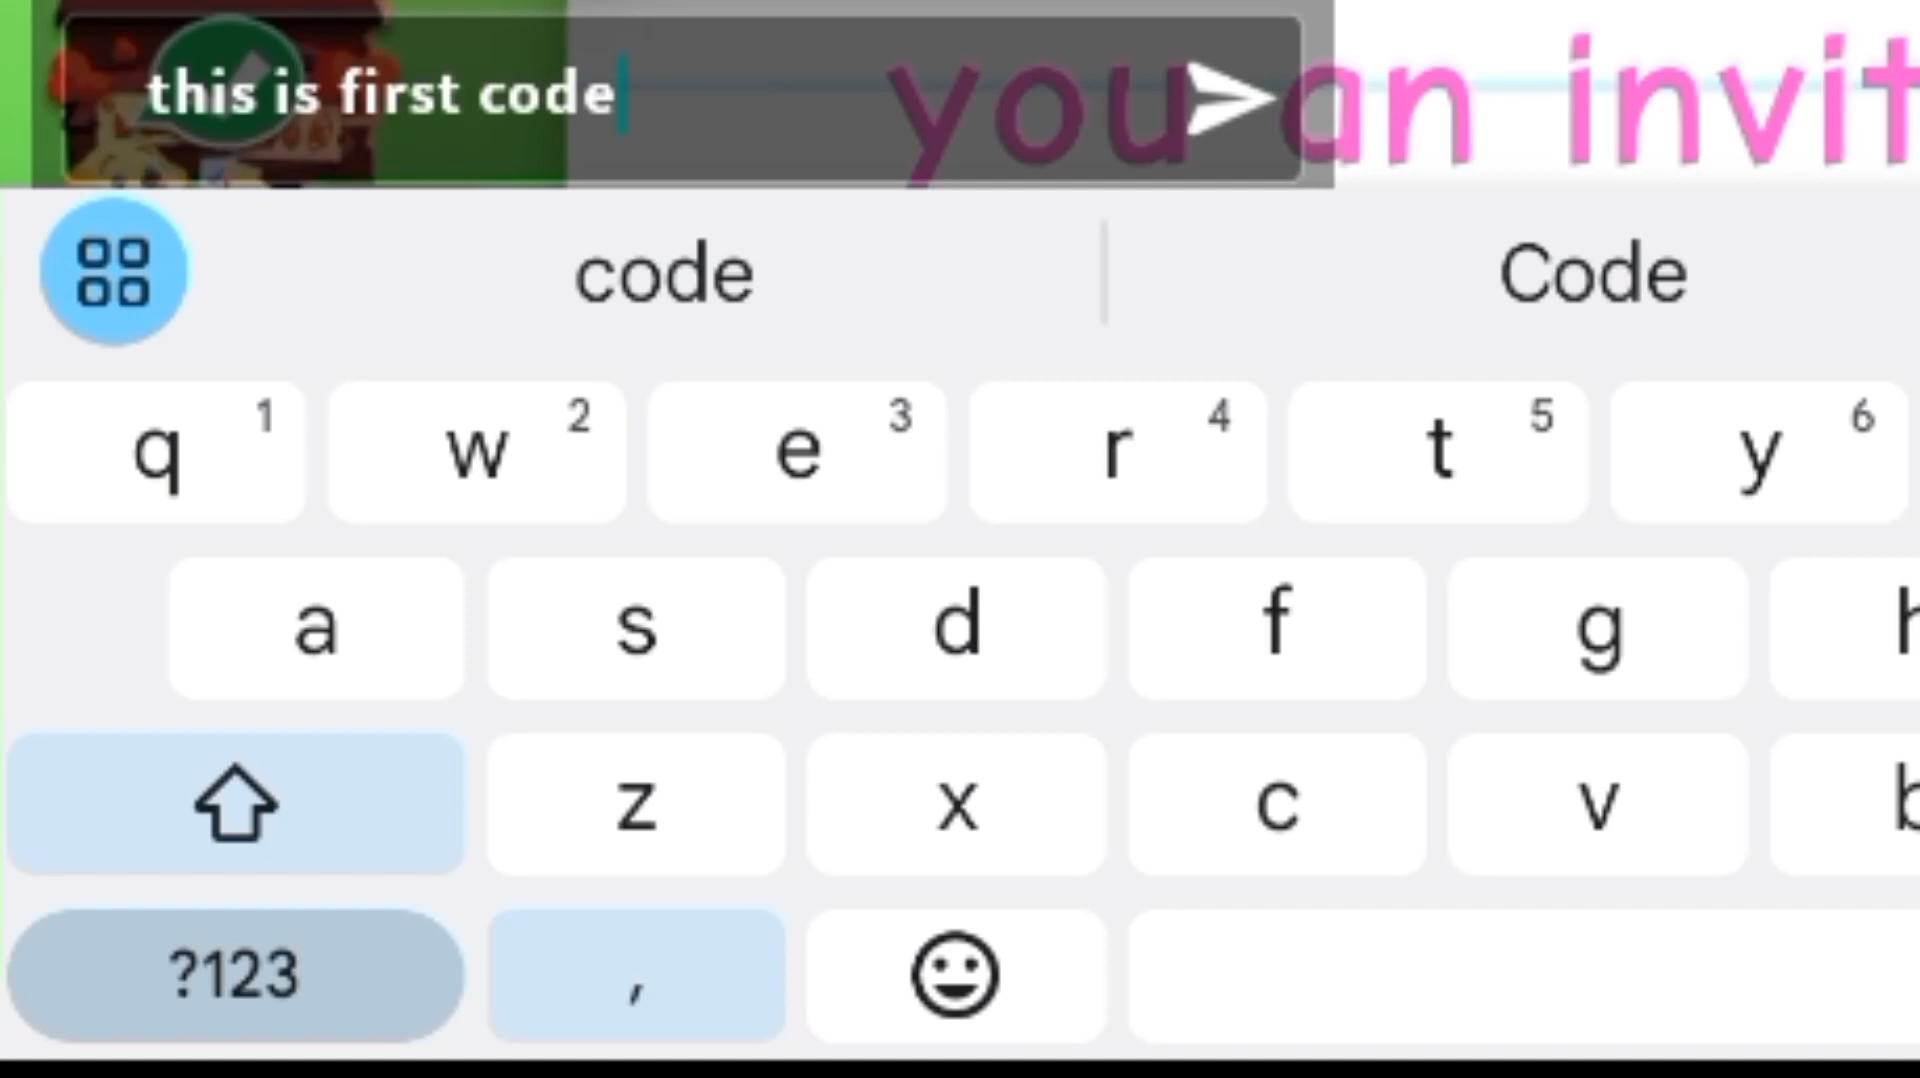 this is first code
you an invit
code Code
q 1 w 2 e 3 r 4 t 5 y 6
a s d f g h
z x c v b
?123 ,